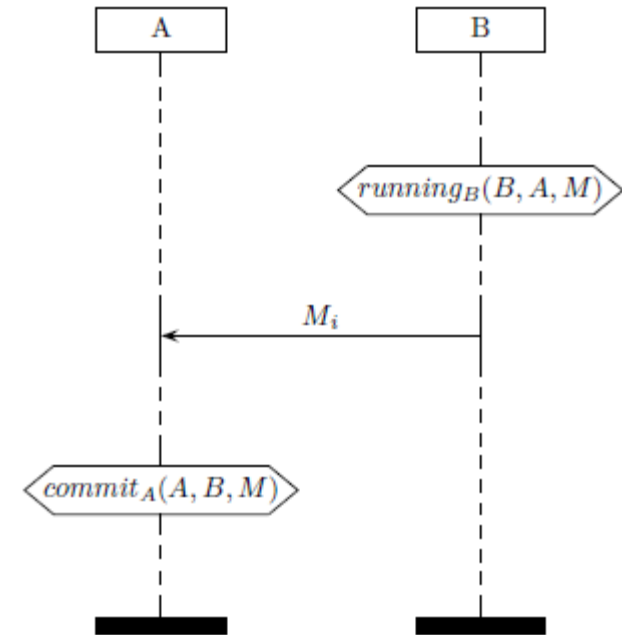 A
B
running_B(B, A, M)
M_i
commit_A(A, B, M)